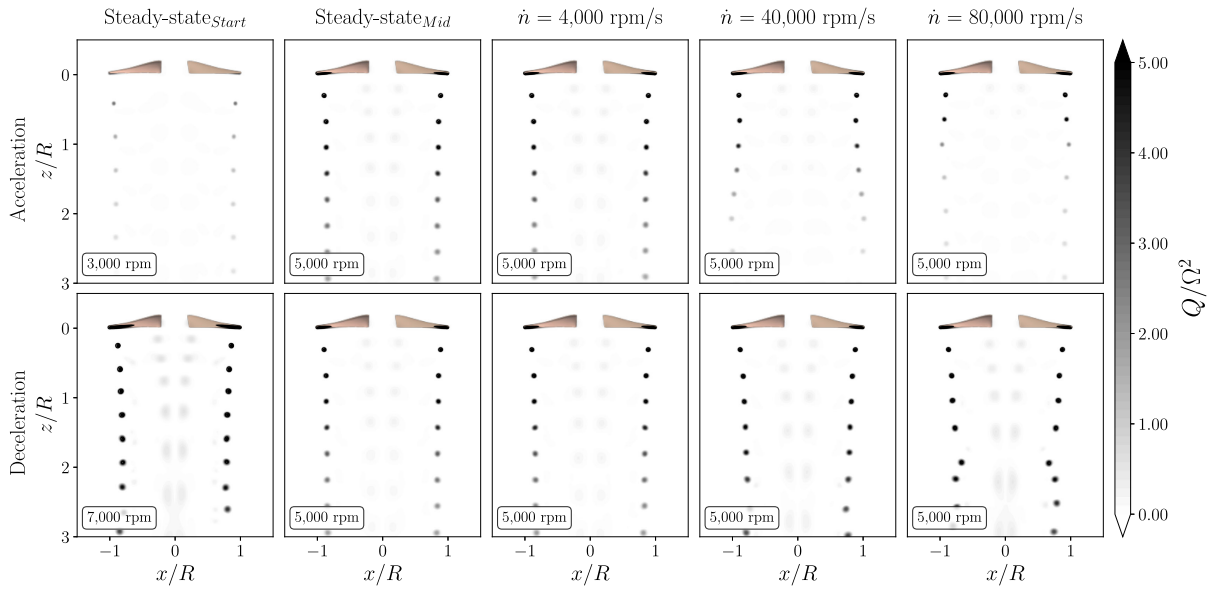 Steady-state_Start Steady-state_Mid ṅ = 4,000 rpm/s ṅ = 40,000 rpm/s ṅ = 80,000 rpm/s
Acceleration
z/R
0
1
2
3
3,000 rpm 5,000 rpm 5,000 rpm 5,000 rpm 5,000 rpm
Deceleration
z/R
0
1
2
3
7,000 rpm 5,000 rpm 5,000 rpm 5,000 rpm 5,000 rpm
−1 0 1 −1 0 1 −1 0 1 −1 0 1 −1 0 1
x/R x/R x/R x/R x/R
5.00
4.00
3.00
2.00
1.00
0.00
Q/Ω²